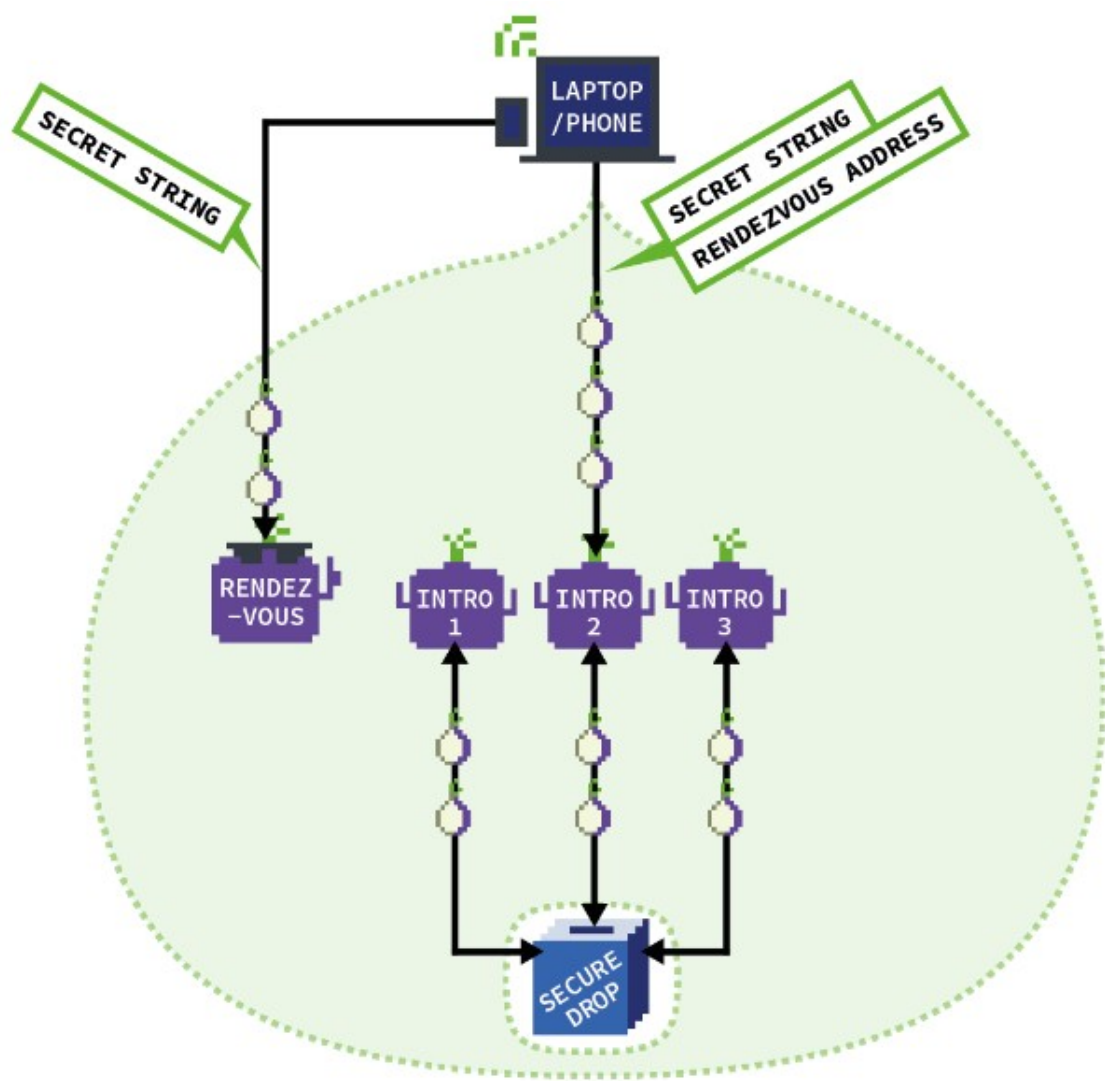 LAPTOP
/PHONE
SECRET STRING
SECRET STRING
RENDEZVOUS ADDRESS
RENDEZ
-VOUS
INTRO
1
INTRO
2
INTRO
3
SECURE
DROP